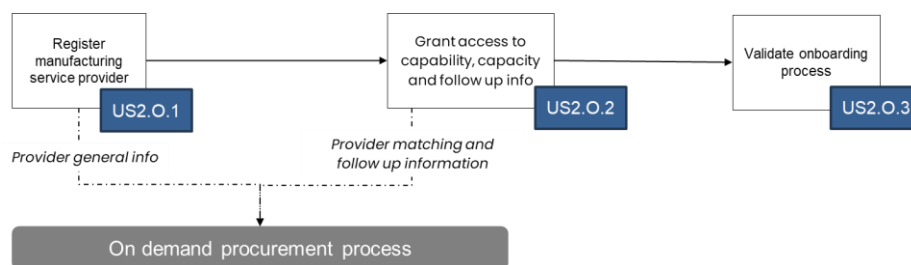 Register
manufacturing
service provider
US2.O.1
Grant access to
capability, capacity
and follow up info
US2.O.2
Validate onboarding
process
US2.O.3
Provider general info
Provider matching and
follow up information
On demand procurement process